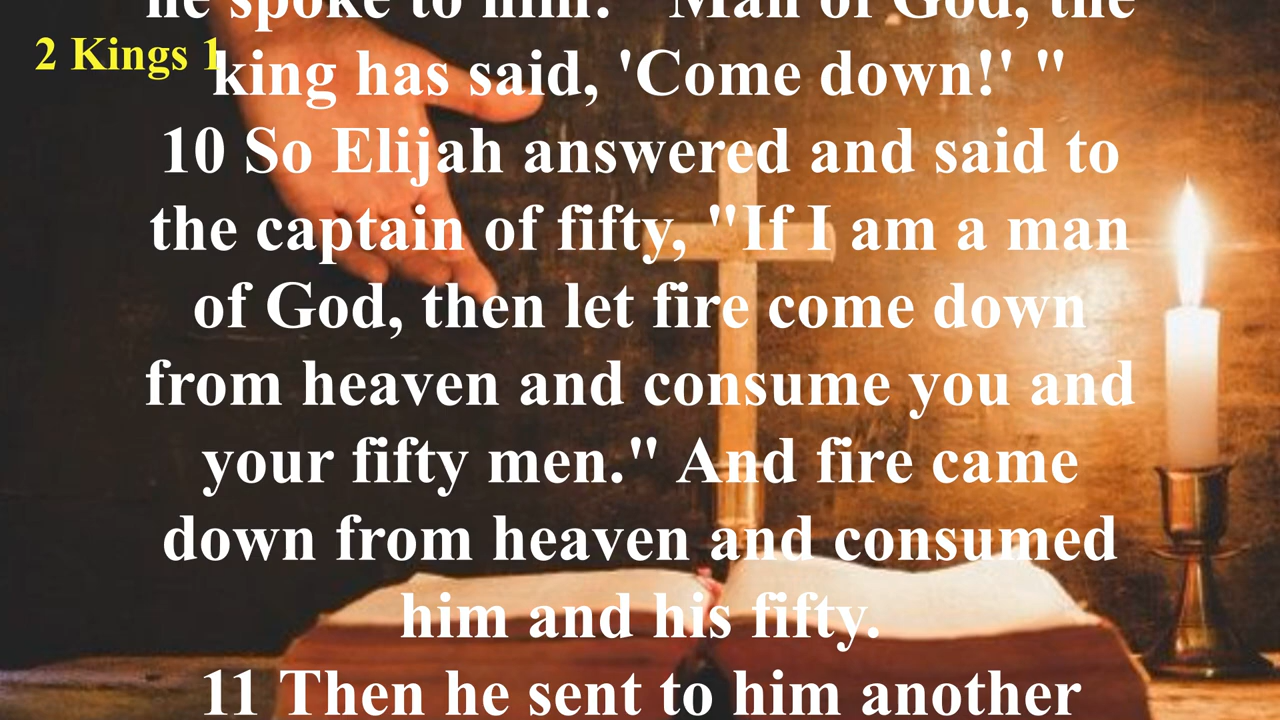 he spoke to him: "Man of God, the
2 Kings 1
king has said, 'Come down!' "
10 So Elijah answered and said to
the captain of fifty, "If I am a man
of God, then let fire come down
from heaven and consume you and
your fifty men." And fire came
down from heaven and consumed
him and his fifty.
11 Then he sent to him another